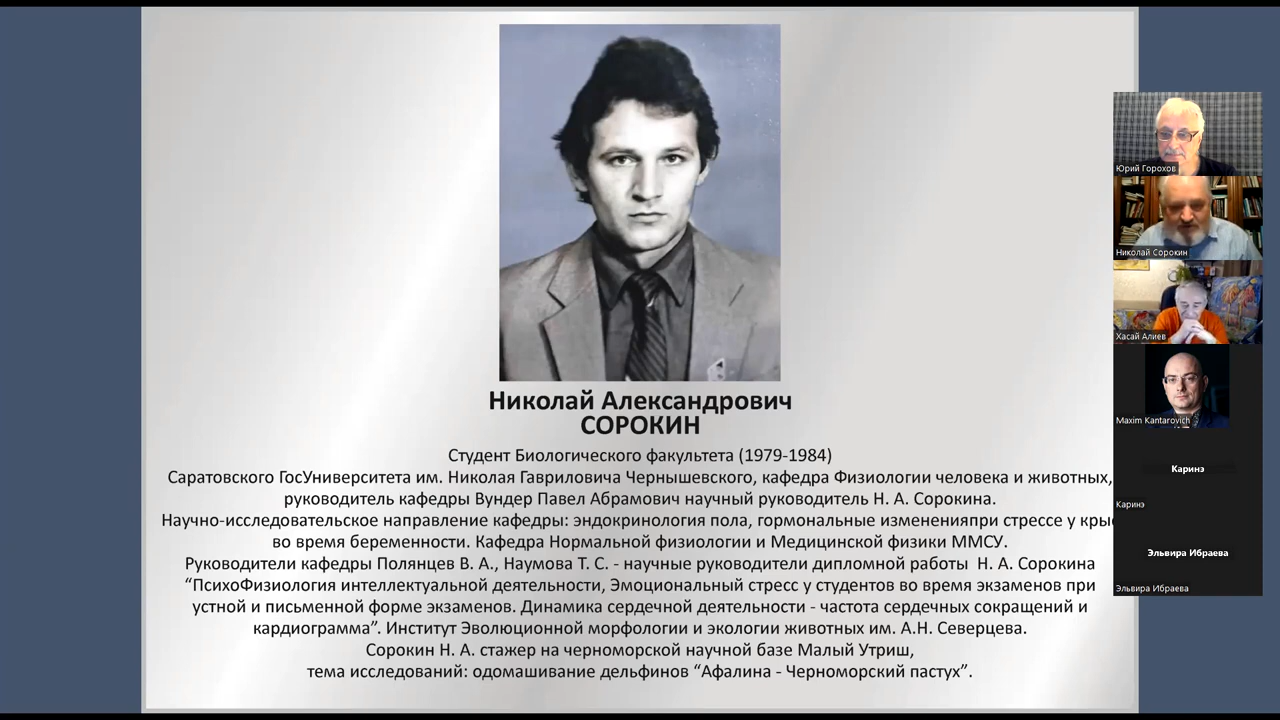 Николай Александрович
СОРОКИН
Студент Биологического факультета (1979-1984)
Саратовского ГосУниверситета им. Николая Гавриловича Чернышевского, кафедра Физиологии человека и животных,
руководитель кафедры Вундер Павел Абрамович научный руководитель Н. А. Сорокина.
Научно-исследовательское направление кафедры: эндокринология пола, гормональные измененияпри стрессе у крыс
во время беременности. Кафедра Нормальной физиологии и Медицинской физики ММСУ.
Руководители кафедры Полянцев В. А., Наумова Т. С. - научные руководители дипломной работы Н. А. Сорокина
“ПсихоФизиология интеллектуальной деятельности, Эмоциональный стресс у студентов во время экзаменов при
устной и письменной форме экзаменов. Динамика сердечной деятельности - частота сердечных сокращений и
кардиограмма”. Институт Эволюционной морфологии и экологии животных им. А.Н. Северцева.
Сорокин Н. А. стажер на черноморской научной базе Малый Утриш,
тема исследований: одомашивание дельфинов “Афалина - Черноморский пастух”.
Юрий Горохов
Николай Сорокин
Хасай Алиев
Maxim Kantarovich
Каринэ
Каринэ
Эльвира Ибраева
Эльвира Ибраева